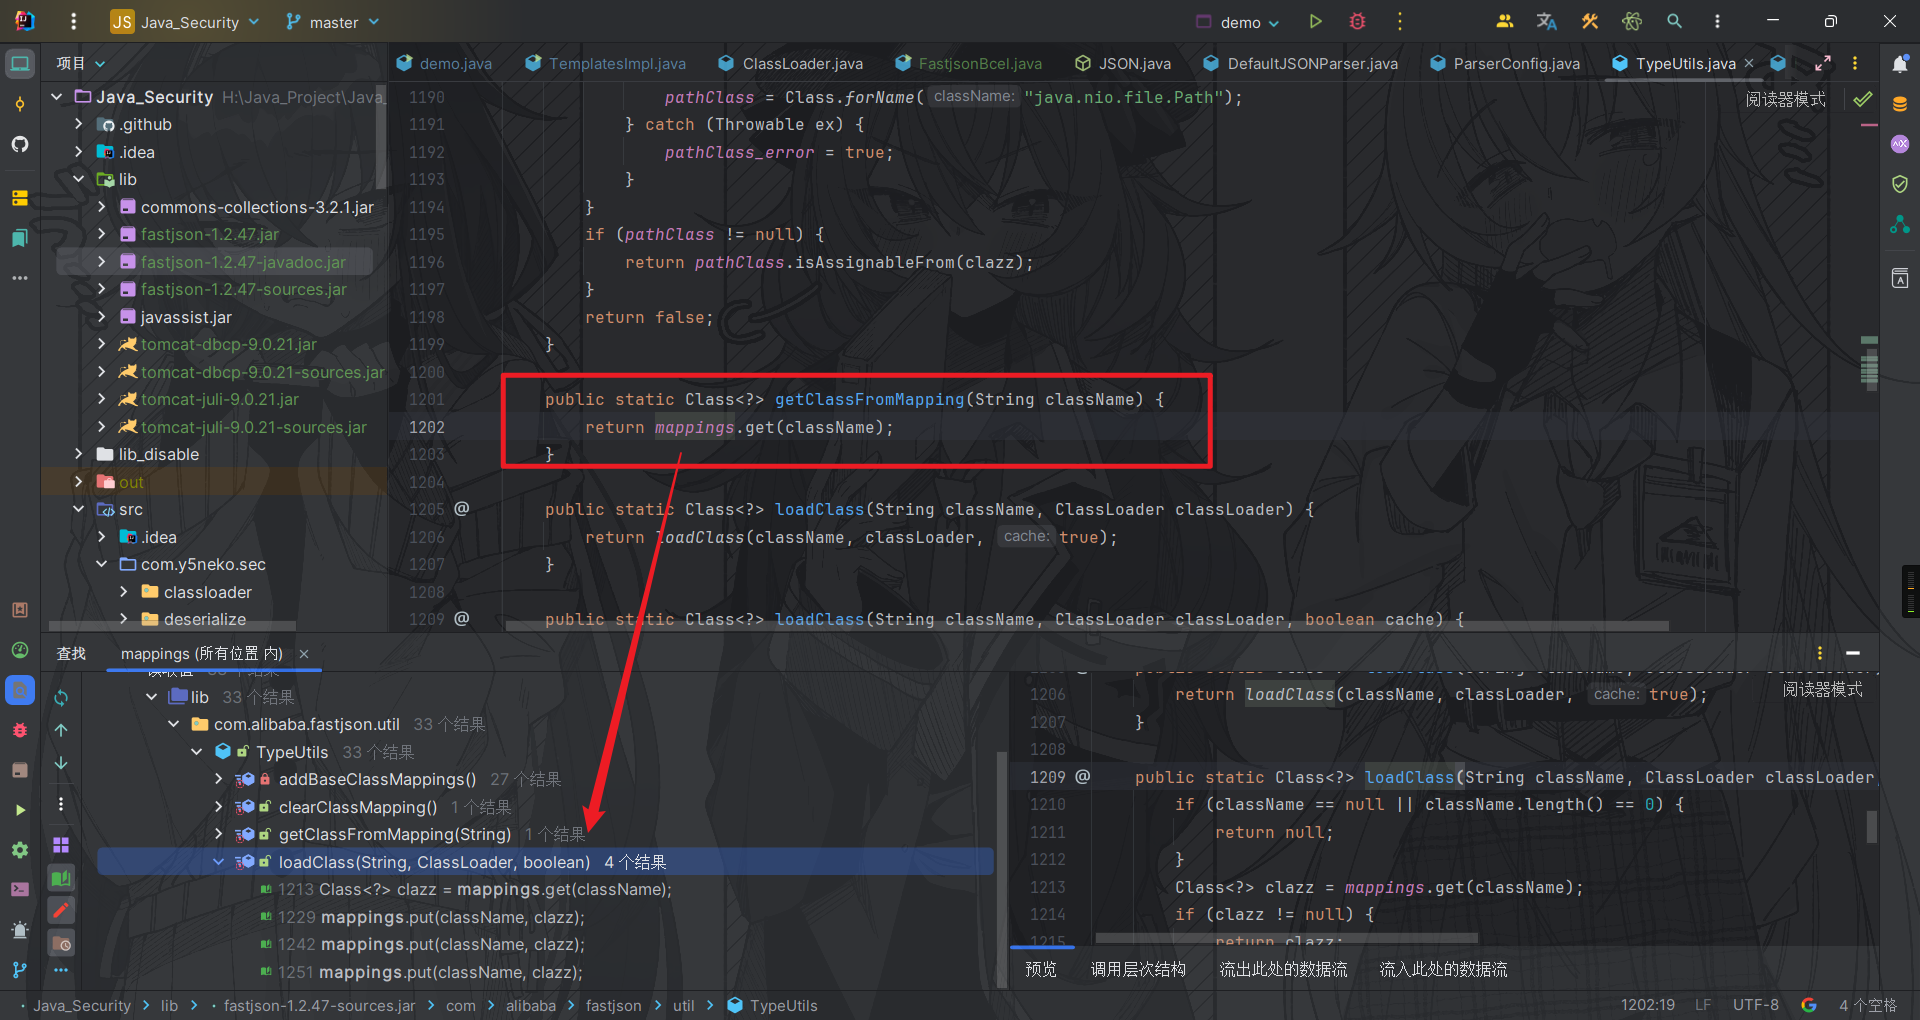 JS Java_Security master demo
项目
demo.java TemplatesImpl.java ClassLoader.java FastjsonBcel.java JSON.java DefaultJSONParser.java ParserConfig.java TypeUtils.java
Java_Security H:\Java_Project\Java_
.github
.idea
lib
commons-collections-3.2.1.jar
fastjson-1.2.47.jar
fastjson-1.2.47-javadoc.jar
fastjson-1.2.47-sources.jar
javassist.jar
tomcat-dbcp-9.0.21.jar
tomcat-dbcp-9.0.21-sources.jar
tomcat-juli-9.0.21.jar
tomcat-juli-9.0.21-sources.jar
lib_disable
out
src
.idea
com.y5neko.sec
classloader
deserialize
阅读器模式
1190 pathClass = Class.forName( className: "java.nio.file.Path");
1191 } catch (Throwable ex) {
1192 pathClass_error = true;
1193 }
1194 }
1195 if (pathClass != null) {
1196 return pathClass.isAssignableFrom(clazz);
1197 }
1198 return false;
1199 }
1200
1201 public static Class<?> getClassFromMapping(String className) {
1202 return mappings.get(className);
1203 }
1204
1205 @ public static Class<?> loadClass(String className, ClassLoader classLoader) {
1206 return loadClass(className, classLoader, cache: true);
1207 }
1208
1209 @ public static Class<?> loadClass(String className, ClassLoader classLoader, boolean cache) {
查找 mappings (所有位置 内)
lib 33 个结果
com.alibaba.fastjson.util 33 个结果
TypeUtils 33 个结果
addBaseClassMappings() 27 个结果
clearClassMapping() 1 个结果
getClassFromMapping(String) 1 个结果
loadClass(String, ClassLoader, boolean) 4 个结果
1213 Class<?> clazz = mappings.get(className);
1229 mappings.put(className, clazz);
1242 mappings.put(className, clazz);
1251 mappings.put(className, clazz);
阅读器模式
1206 return loadClass(className, classLoader, cache: true);
1207 }
1208
1209 @ public static Class<?> loadClass(String className, ClassLoader classLoader,
1210 if (className == null || className.length() == 0) {
1211 return null;
1212 }
1213 Class<?> clazz = mappings.get(className);
1214 if (clazz != null) {
1215 return clazz;
预览 调用层次结构 流出此处的数据流 流入此处的数据流
Java_Security lib fastjson-1.2.47-sources.jar com alibaba fastjson util TypeUtils
1202:19 LF UTF-8 4 个空格